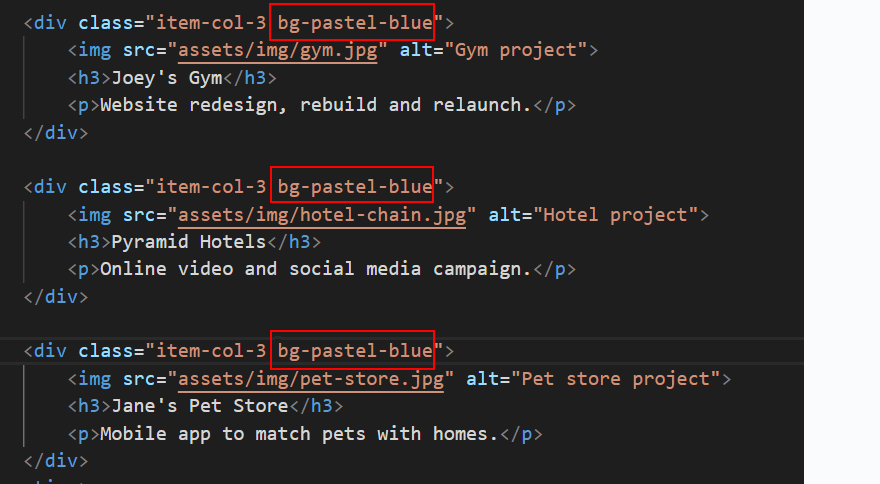 <div class="item-col-3 bg-pastel-blue">
<img src="assets/img/gym.jpg" alt="Gym project">
<h3>Joey's Gym</h3>
<p>Website redesign, rebuild and relaunch.</p>
</div>
<div class="item-col-3 bg-pastel-blue">
<img src="assets/img/hotel-chain.jpg" alt="Hotel project">
<h3>Pyramid Hotels</h3>
<p>Online video and social media campaign.</p>
</div>
<div class="item-col-3 bg-pastel-blue">
<img src="assets/img/pet-store.jpg" alt="Pet store project">
<h3>Jane's Pet Store</h3>
<p>Mobile app to match pets with homes.</p>
</div>